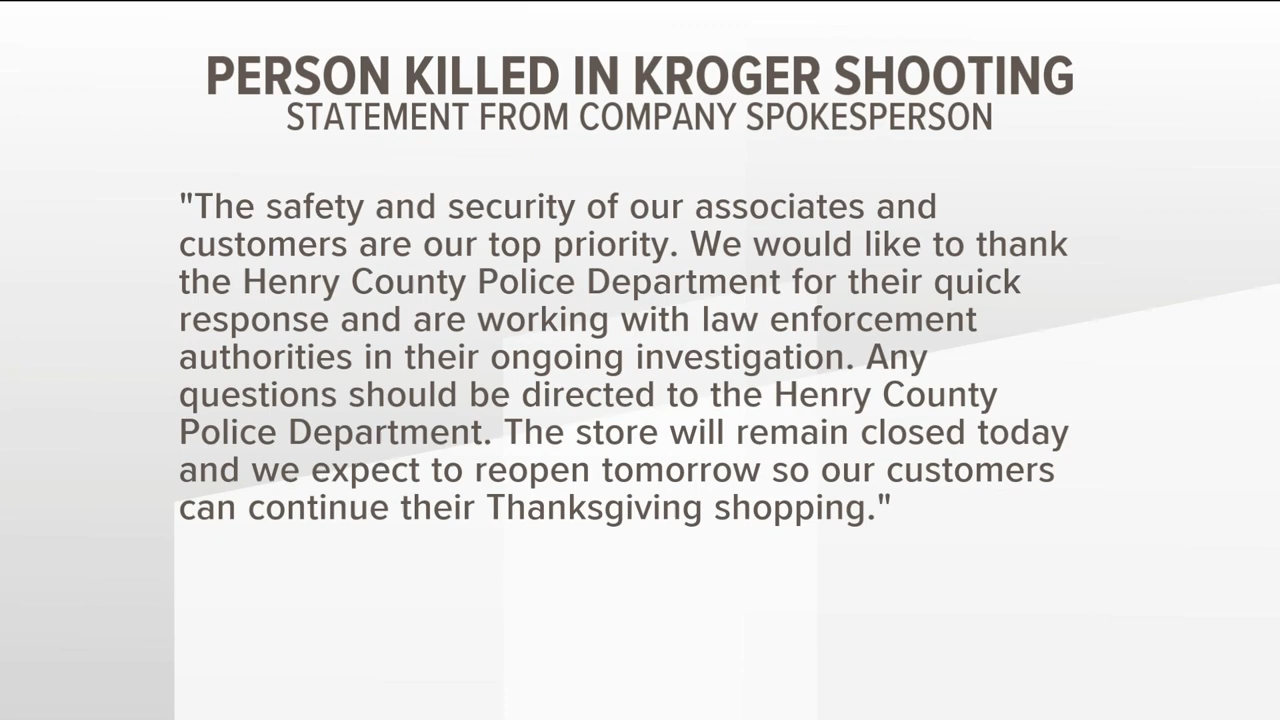 PERSON KILLED IN KROGER SHOOTING
STATEMENT FROM COMPANY SPOKESPERSON
"The safety and security of our associates and
customers are our top priority. We would like to thank
the Henry County Police Department for their quick
response and are working with law enforcement
authorities in their ongoing investigation. Any
questions should be directed to the Henry County
Police Department. The store will remain closed today
and we expect to reopen tomorrow so our customers
can continue their Thanksgiving shopping."